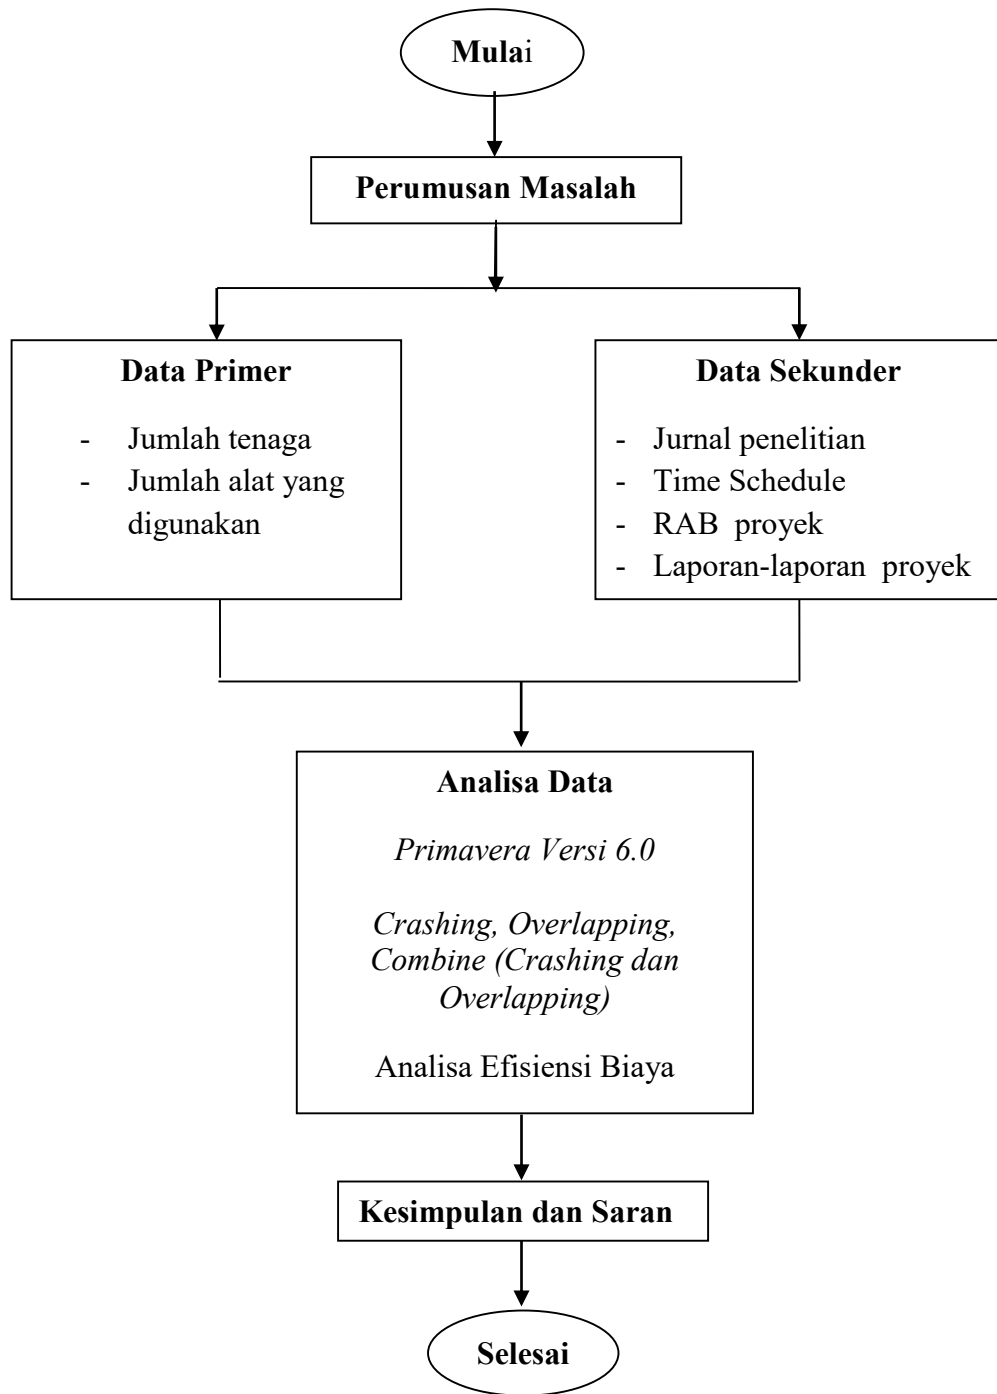 Mulai
Perumusan Masalah
Data Primer
- Jumlah tenaga
- Jumlah alat yang
digunakan
Data Sekunder
- Jurnal penelitian
- Time Schedule
- RAB proyek
- Laporan-laporan proyek
Analisa Data
Primavera Versi 6.0
Crashing, Overlapping,
Combine (Crashing dan
Overlapping)
Analisa Efisiensi Biaya
Kesimpulan dan Saran
Selesai